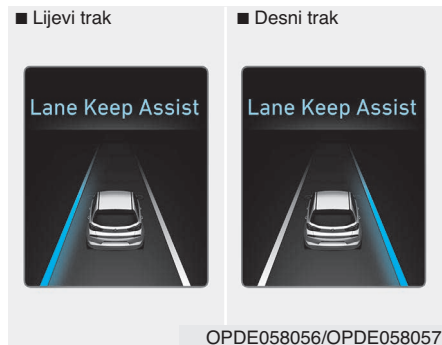 ■ Lijevi trak
■ Desni trak
Lane Keep Assist
Lane Keep Assist
OPDE058056/OPDE058057